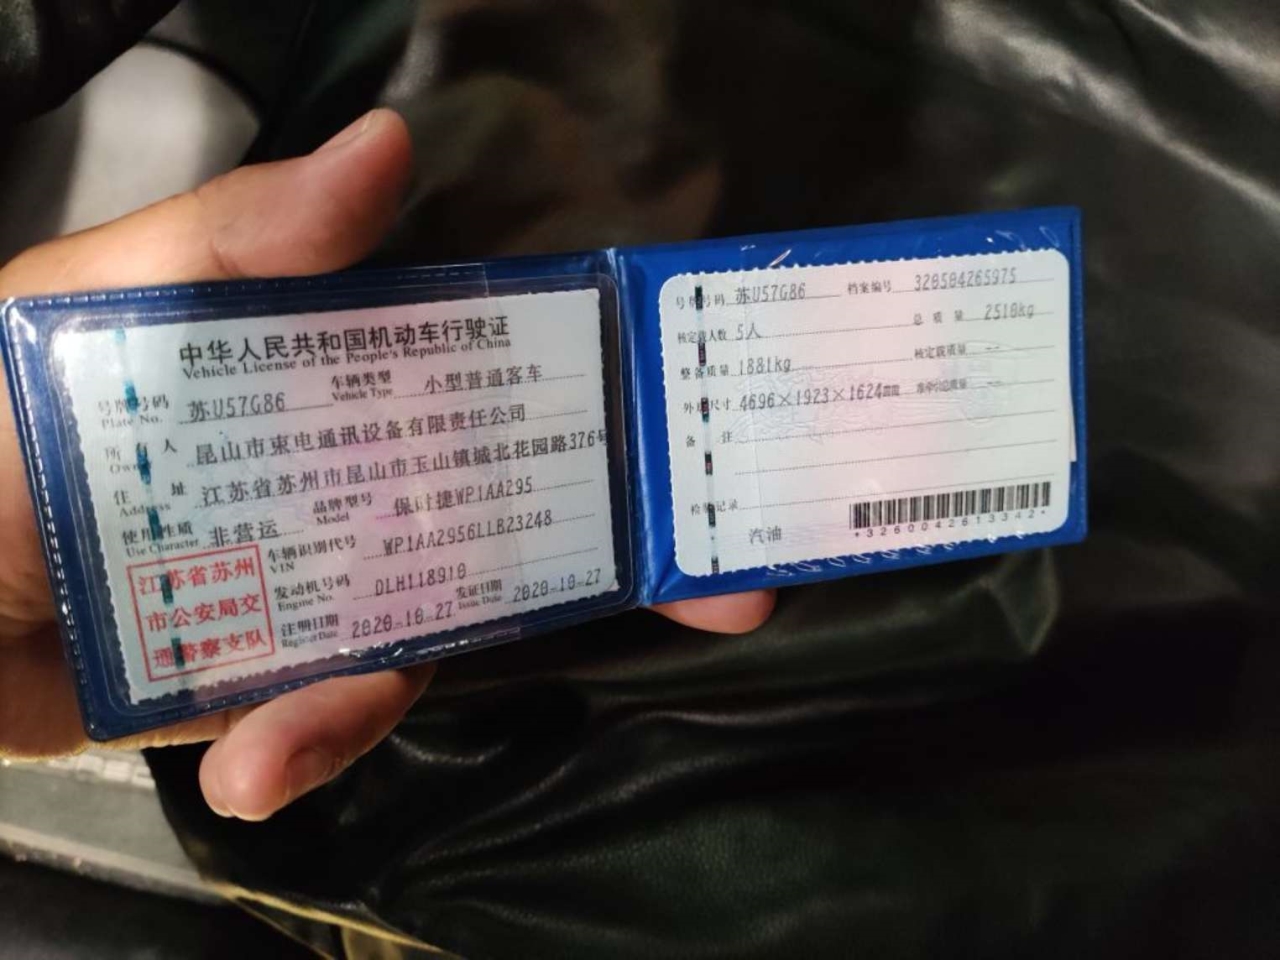 中华人民共和国机动车行驶证
Vehicle License of the People's Republic of China
号牌号码 Plate No. 苏U57G86 车辆类型 Vehicle Type 小型普通客车
所有人 昆山市束电通讯设备有限责任公司
住址 Address 江苏省苏州市昆山市玉山镇城北花园路376号
使用性质 Use Character 非营运 品牌型号 Model 保时捷WP1AA295
车辆识别代号 VIN WP1AA2956LLB23248
发动机号码 Engine No. DLH118910
注册日期 Register Date 2020-10-27 发证日期 Issue Date 2020-10-27
江苏省苏州
市公安局交
通警察支队
号牌号码 苏U57G86 档案编号 320584265975
核定载人数 5人 总质量 2510kg
整备质量 1881kg 核定载质量 --
外廓尺寸 4696×1923×1624 --
备注
检验记录
汽油
*3260042613342*